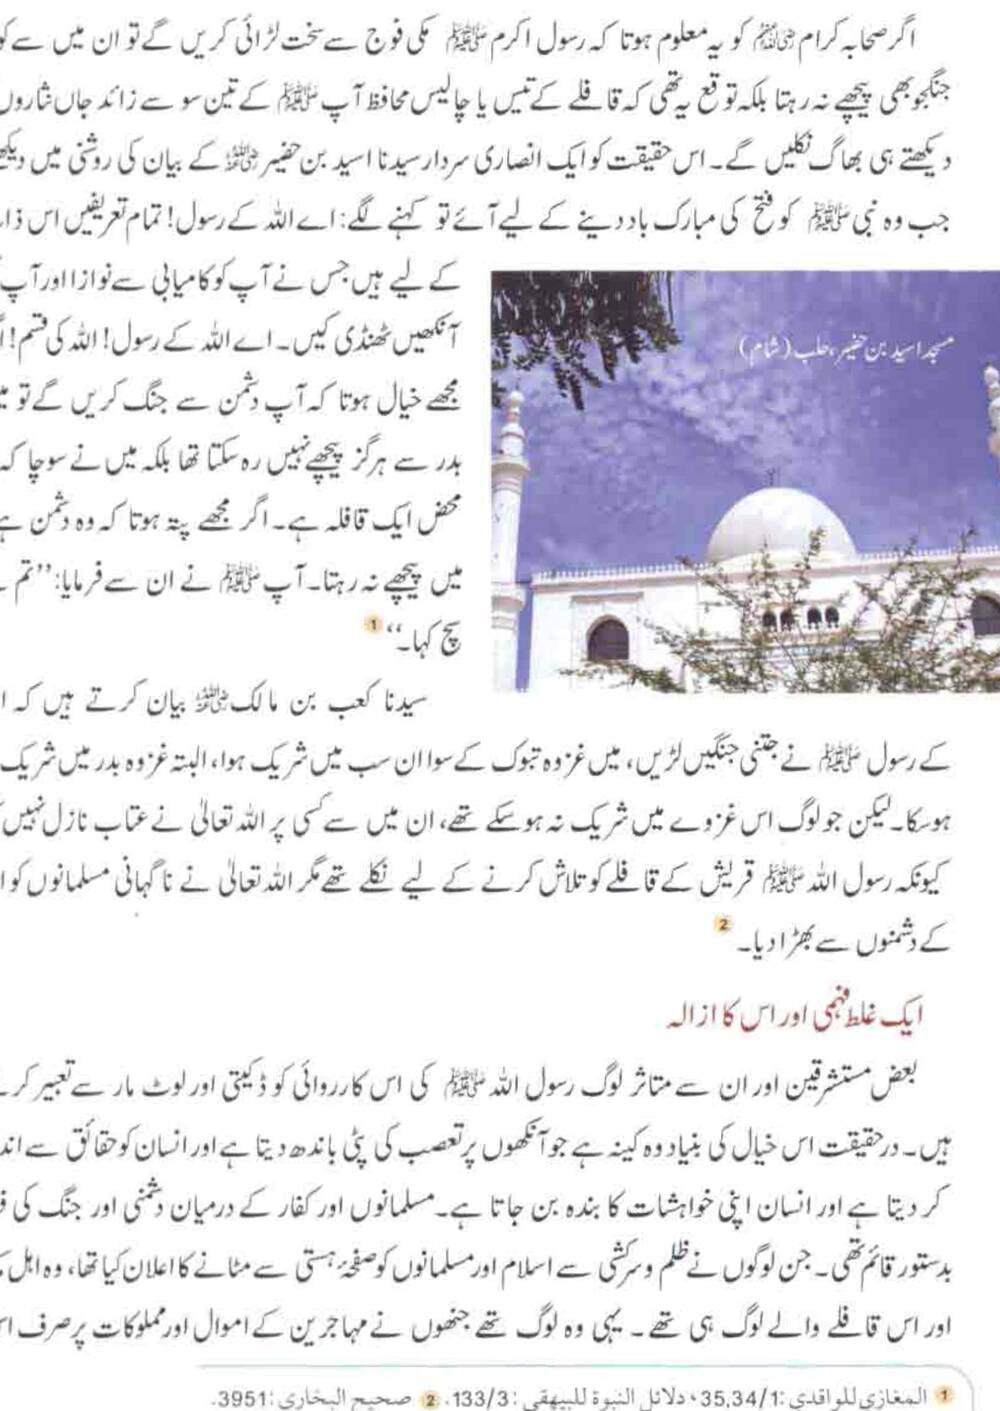 اگر صحابہ کرام رضی اللہ عنہم کو یہ معلوم ہوتا کہ رسول اکرم ﷺ مکی فوج سے سخت لڑائی کریں گے تو ان میں سے
جنگجو بھی پیچھے نہ رہتا بلکہ توقع یہ تھی کہ قافلے کے تیس یا چالیس محافظ آپ ﷺ کے تین سو سے زائد جاں نثاروں
دیکھتے ہی بھاگ نکلیں گے۔ اس حقیقت کو ایک انصاری سردار سیدنا اسید بن حضیر رضی اللہ عنہ کے بیان کی روشنی میں
جب وہ نبی ﷺ کو فتح کی مبارک باد دینے کے لیے آئے تو کہنے لگے: اے اللہ کے رسول! تمام تعریفیں اس
کے لیے ہیں جس نے آپ کو کامیابی سے نوازا اور آپ
آنکھیں ٹھنڈی کیں۔ اے اللہ کے رسول! اللہ کی قسم!
مسجد اسید بن حضیر، حلب (شام)
مجھے خیال ہوتا کہ آپ دشمن سے جنگ کریں گے تو
بدر سے ہرگز پیچھے نہیں رہ سکتا تھا بلکہ میں نے سوچا کہ
محض ایک قافلہ ہے۔ اگر مجھے پتہ ہوتا کہ وہ دشمن
میں پیچھے نہ رہتا۔ آپ ﷺ نے ان سے فرمایا: ’’تم
سچ کہا۔‘‘ 1
سیدنا کعب بن مالک رضی اللہ عنہ بیان کرتے ہیں کہ
کے رسول ﷺ نے جتنی جنگیں لڑیں، میں غزوہ تبوک کے سوا ان سب میں شریک ہوا، البتہ غزوہ بدر میں شریک
ہوسکا۔ لیکن جو لوگ اس غزوے میں شریک نہ ہوسکے تھے، ان میں سے کسی پر اللہ تعالیٰ نے عتاب نازل نہیں
کیونکہ رسول اللہ ﷺ قریش کے قافلے کو تلاش کرنے کے لیے نکلے تھے مگر اللہ تعالیٰ نے ناگہانی مسلمانوں کو
کے دشمنوں سے بھڑا دیا۔ 2
ایک غلط فہمی اور اس کا ازالہ
بعض مستشرقین اور ان سے متاثر لوگ رسول اللہ ﷺ کی اس کارروائی کو ڈکیتی اور لوٹ مار سے تعبیر
ہیں۔ درحقیقت اس خیال کی بنیاد وہ کینہ ہے جو آنکھوں پر تعصب کی پٹی باندھ دیتا ہے اور انسان کو حقائق سے
کر دیتا ہے اور انسان اپنی خواہشات کا بندہ بن جاتا ہے۔ مسلمانوں اور کفار کے درمیان دشمنی اور جنگ کی
بدستور قائم تھی۔ جن لوگوں نے ظلم و سرکشی سے اسلام اور مسلمانوں کو صفحۂ ہستی سے مٹانے کا اعلان کیا تھا، وہ اہل
اور اس قافلے والے لوگ ہی تھے۔ یہی وہ لوگ تھے جنھوں نے مہاجرین کے اموال اور مملوکات پر صرف
1 المغازي للواقدي: 35,34/1، دلائل النبوة للبيهقي: 133/3. 2 صحيح البخاري: 3951.